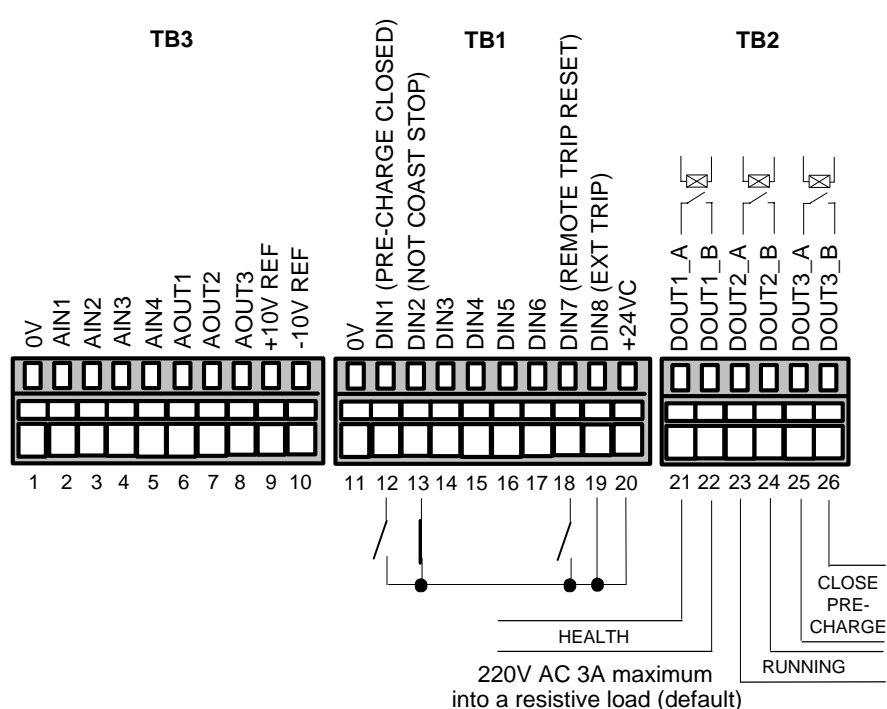 TB3
TB1
TB2
0V
AIN1
AIN2
AIN3
AIN4
AOUT1
AOUT2
AOUT3
+10V REF
-10V REF
0V
DIN1 (PRE-CHARGE CLOSED)
DIN2 (NOT COAST STOP)
DIN3
DIN4
DIN5
DIN6
DIN7 (REMOTE TRIP RESET)
DIN8 (EXT TRIP)
+24VC
DOUT1_A
DOUT1_B
DOUT2_A
DOUT2_B
DOUT3_A
DOUT3_B
1 2 3 4 5 6 7 8 9 10
11 12 13 14 15 16 17 18 19 20
21 22 23 24 25 26
CLOSE
PRE-
CHARGE
HEALTH
RUNNING
220V AC 3A maximum
into a resistive load (default)